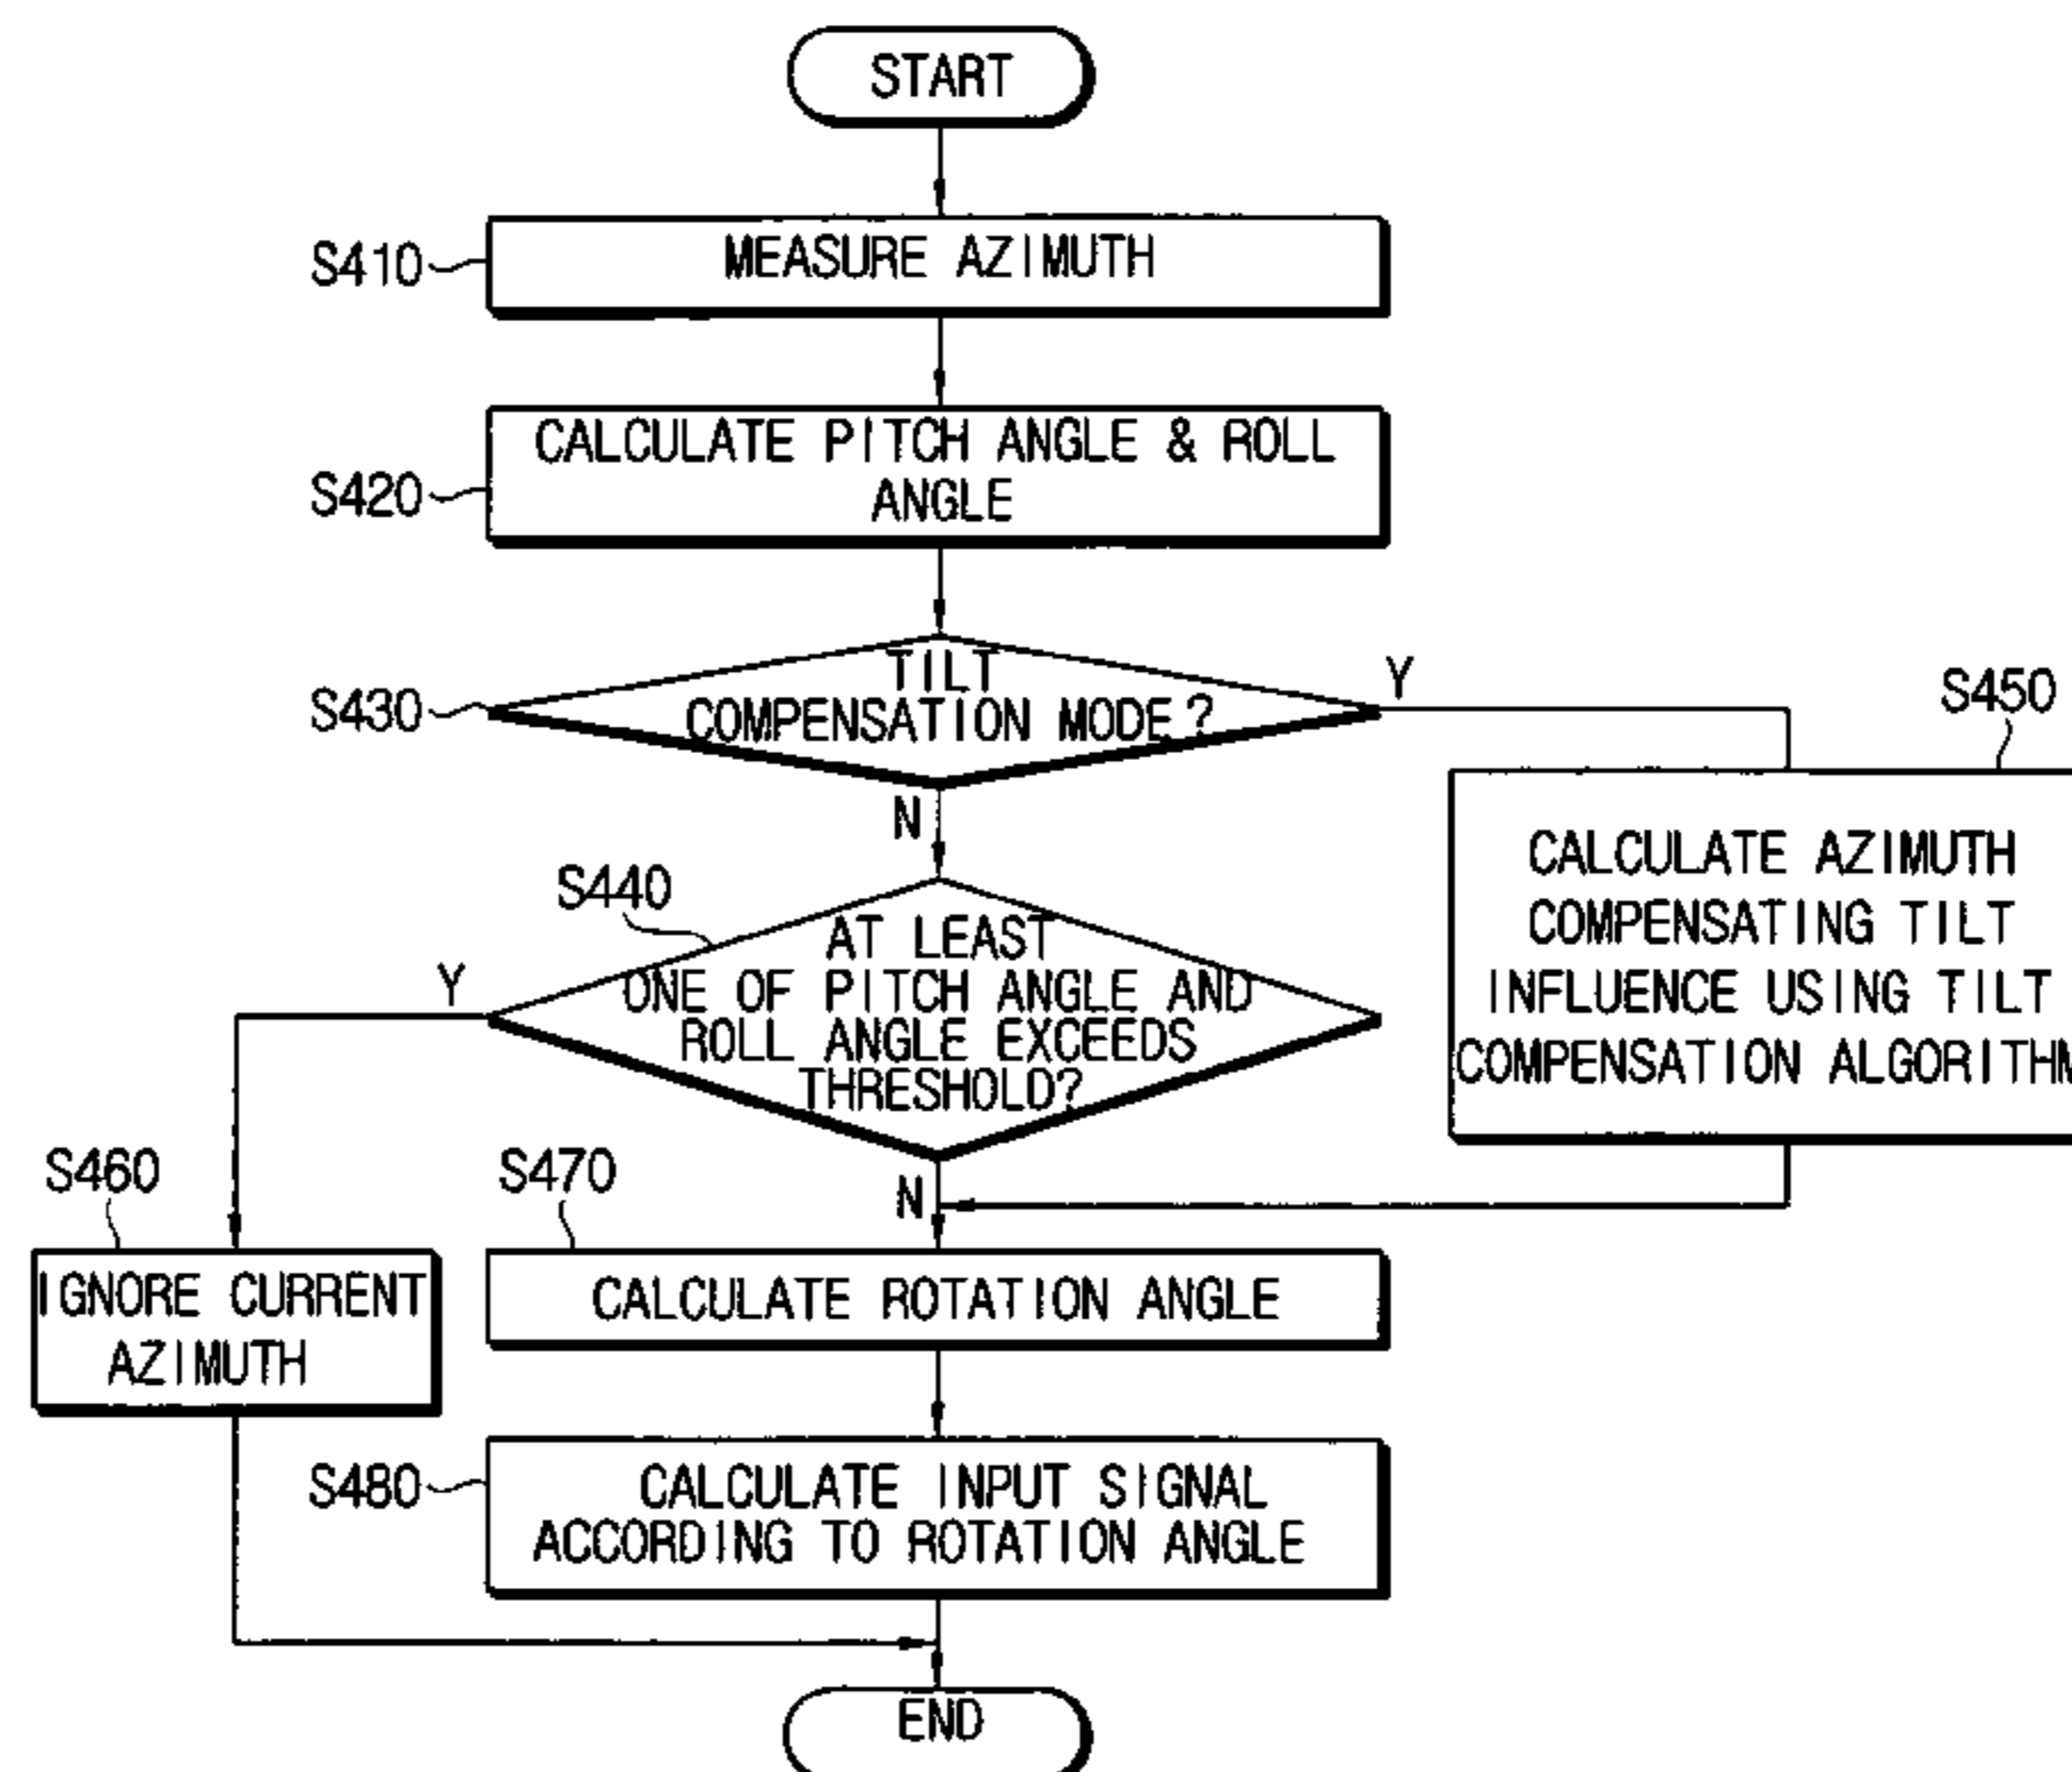 START
S410
MEASURE AZIMUTH
S420
CALCULATE PITCH ANGLE & ROLL
ANGLE
S430
TILT
COMPENSATION MODE?
Y
N
S450
CALCULATE AZIMUTH
COMPENSATING TILT
INFLUENCE USING TILT
COMPENSATION ALGORITHM
S440
AT LEAST
ONE OF PITCH ANGLE AND
ROLL ANGLE EXCEEDS
THRESHOLD?
Y
N
S460
IGNORE CURRENT
AZIMUTH
S470
CALCULATE ROTATION ANGLE
S480
CALCULATE INPUT SIGNAL
ACCORDING TO ROTATION ANGLE
END